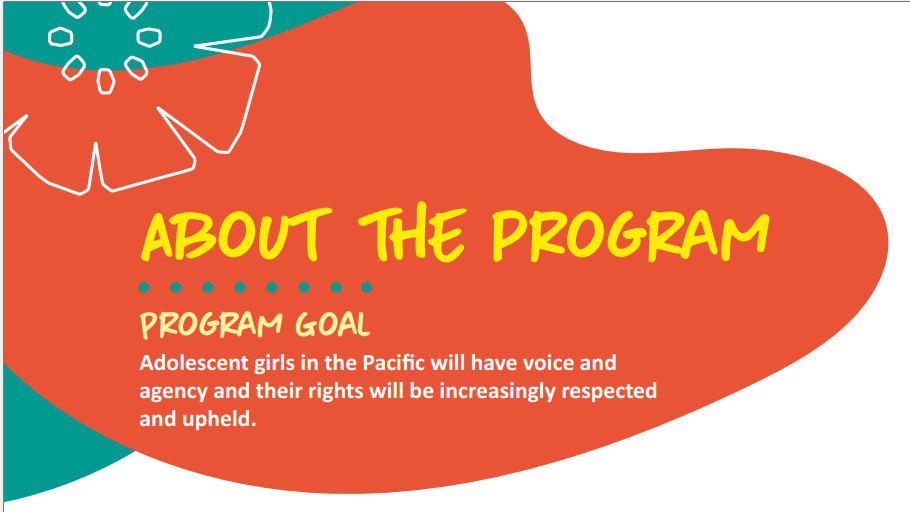 ABOUT THE PROGRAM
PROGRAM GOAL
Adolescent girls in the Pacific will have voice and
agency and their rights will be increasingly respected
and upheld.